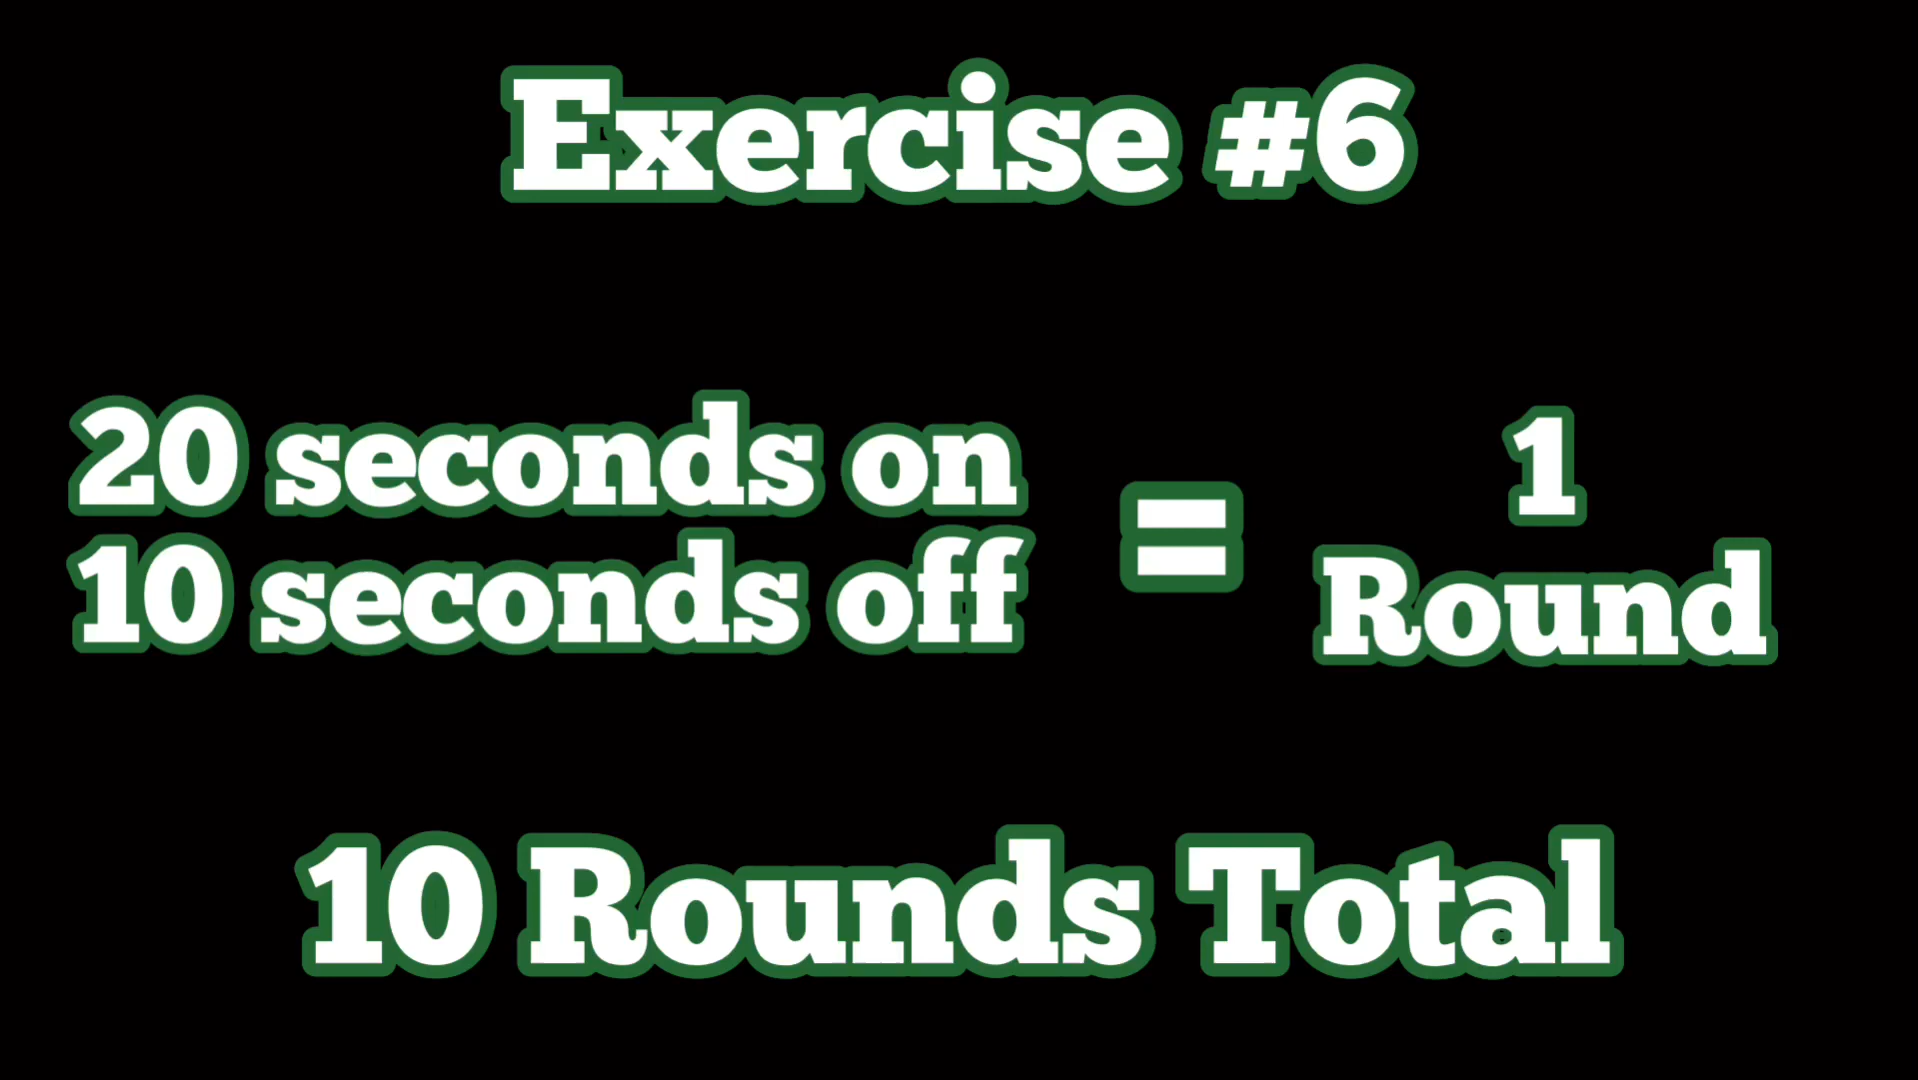 Exercise #6
20 seconds on
10 seconds off
=
1
Round
10 Rounds Total